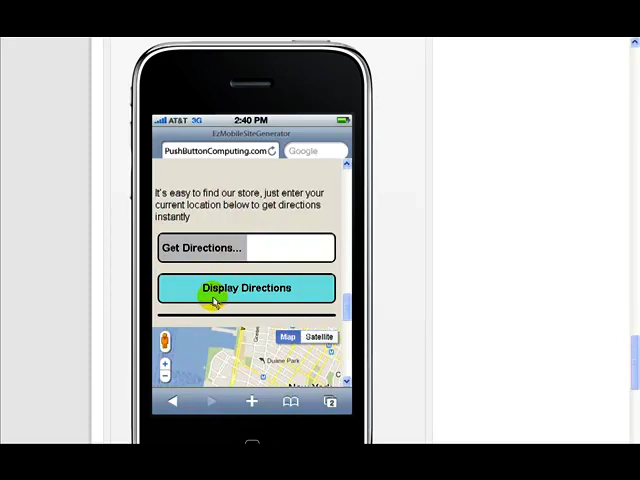 AT&T 3G 2:40 PM
EzMobileSiteGenerator
PushButtonComputing.com Google
It's easy to find our store, just enter your
current location below to get directions
instantly
Get Directions...
Display Directions
Map Satellite
Duane Park
2